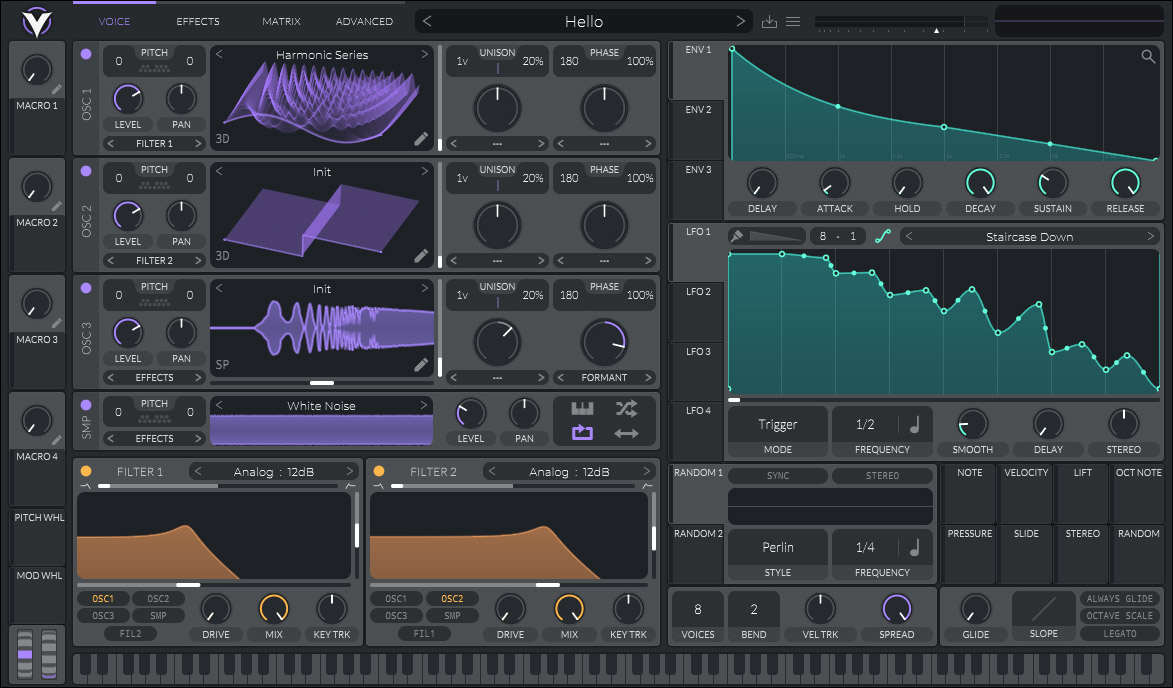 VOICE EFFECTS MATRIX ADVANCED
< Hello >
MACRO 1
MACRO 2
MACRO 3
MACRO 4
PITCH WHL
MOD WHL
OSC 1
0 PITCH 0
LEVEL PAN
< FILTER 1 >
< Harmonic Series >
3D
1v UNISON 20%
< --- >
180 PHASE 100%
< --- >
OSC 2
0 PITCH 0
LEVEL PAN
< FILTER 2 >
< Init >
3D
1v UNISON 20%
< --- >
180 PHASE 100%
< --- >
OSC 3
0 PITCH 0
LEVEL PAN
< EFFECTS >
< Init >
SP
1v UNISON 20%
< --- >
180 PHASE 100%
< FORMANT >
SMP
0 PITCH 0
< EFFECTS >
< White Noise >
LEVEL PAN
FILTER 1 < Analog : 12dB >
OSC1 OSC2
OSC3 SMP
FIL2
DRIVE MIX KEY TRK
FILTER 2 < Analog : 12dB >
OSC1 OSC2
OSC3 SMP
FIL1
DRIVE MIX KEY TRK
ENV 1
ENV 2
ENV 3
DELAY ATTACK HOLD DECAY SUSTAIN RELEASE
LFO 1
LFO 2
LFO 3
LFO 4
8 - 1 < Staircase Down >
Trigger
MODE
1/2
FREQUENCY
SMOOTH DELAY STEREO
RANDOM 1
RANDOM 2
SYNC STEREO
Perlin
STYLE
1/4
FREQUENCY
NOTE VELOCITY LIFT OCT NOTE
PRESSURE SLIDE STEREO RANDOM
8
VOICES
2
BEND
VEL TRK SPREAD
GLIDE SLOPE
ALWAYS GLIDE
OCTAVE SCALE
LEGATO